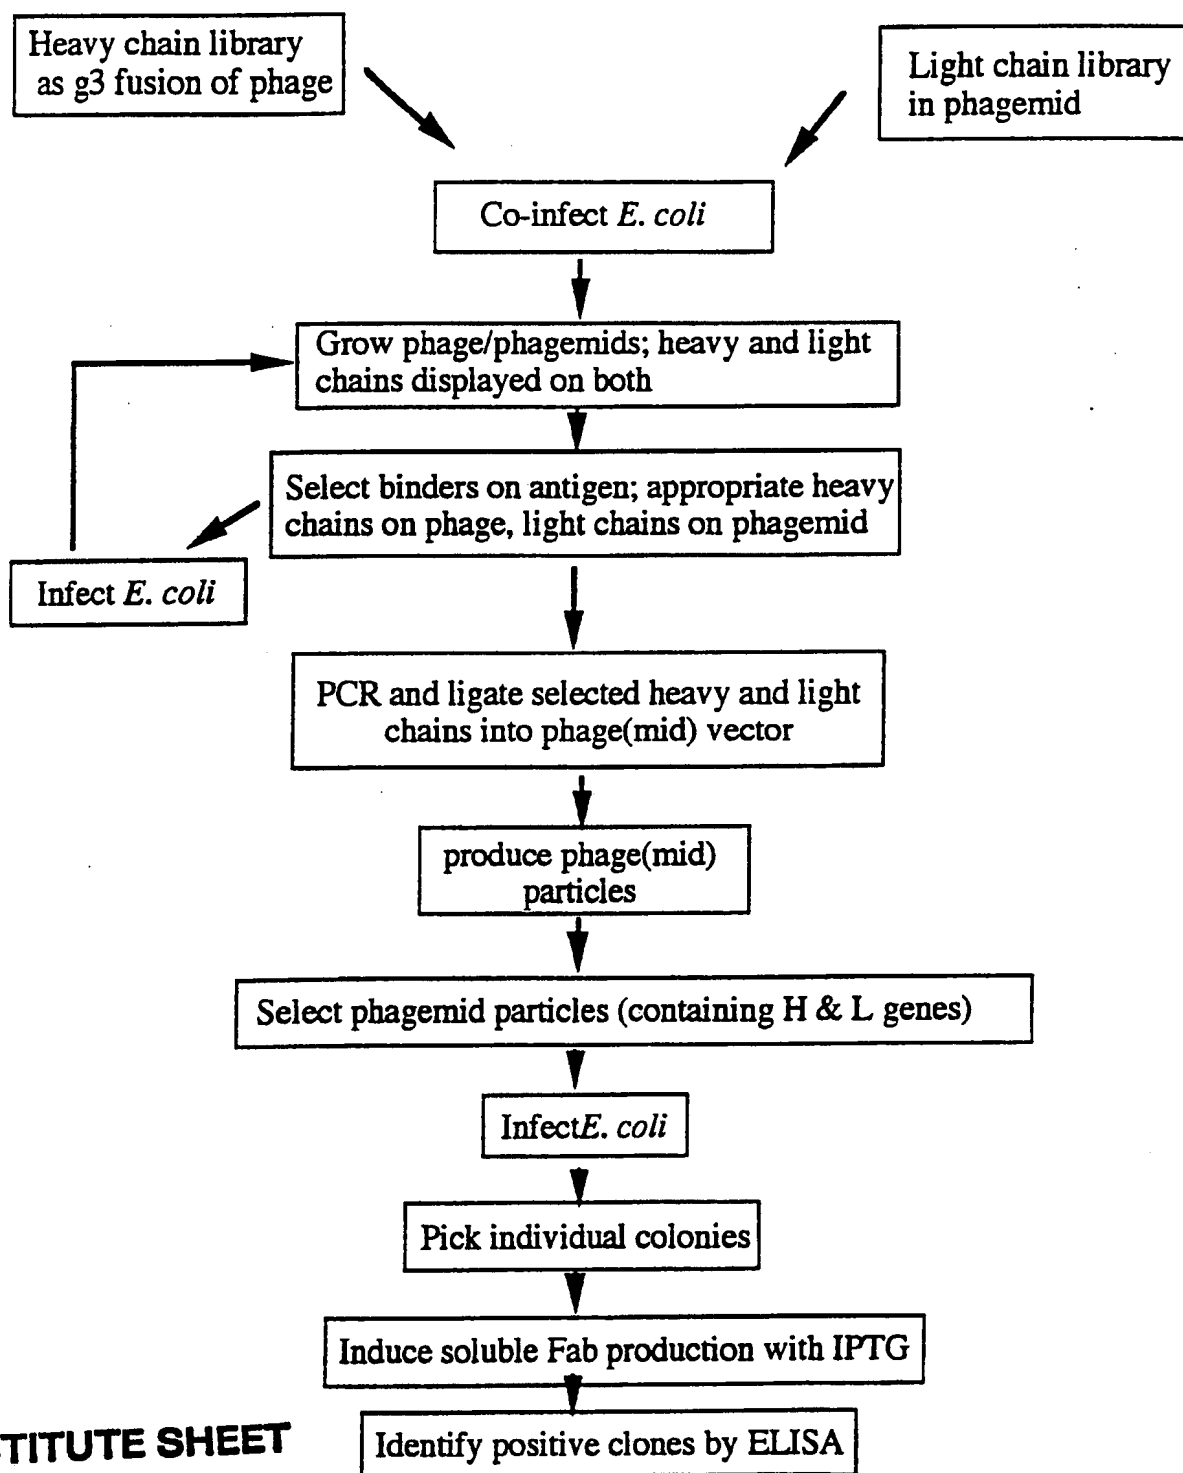 Heavy chain library
as g3 fusion of phage
Light chain library
in phagemid
Co-infect E. coli
Grow phage/phagemids; heavy and light
chains displayed on both
Select binders on antigen; appropriate heavy
chains on phage, light chains on phagemid
Infect E. coli
PCR and ligate selected heavy and light
chains into phage(mid) vector
produce phage(mid)
particles
Select phagemid particles (containing H & L genes)
InfectE. coli
Pick individual colonies
Induce soluble Fab production with IPTG
Identify positive clones by ELISA
TITUTE SHEET